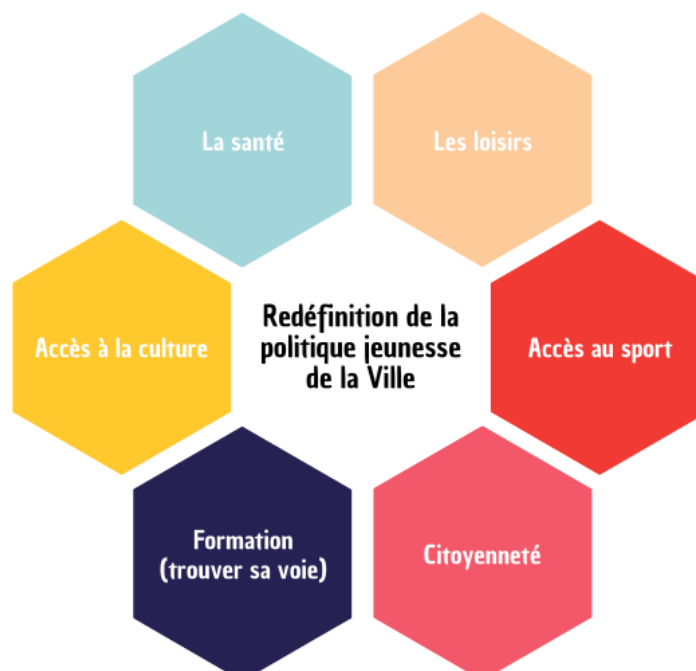 La santé
Les loisirs
Accès à la culture
Redéfinition de la
politique jeunesse
de la Ville
Accès au sport
Formation
(trouver sa voie)
Citoyenneté